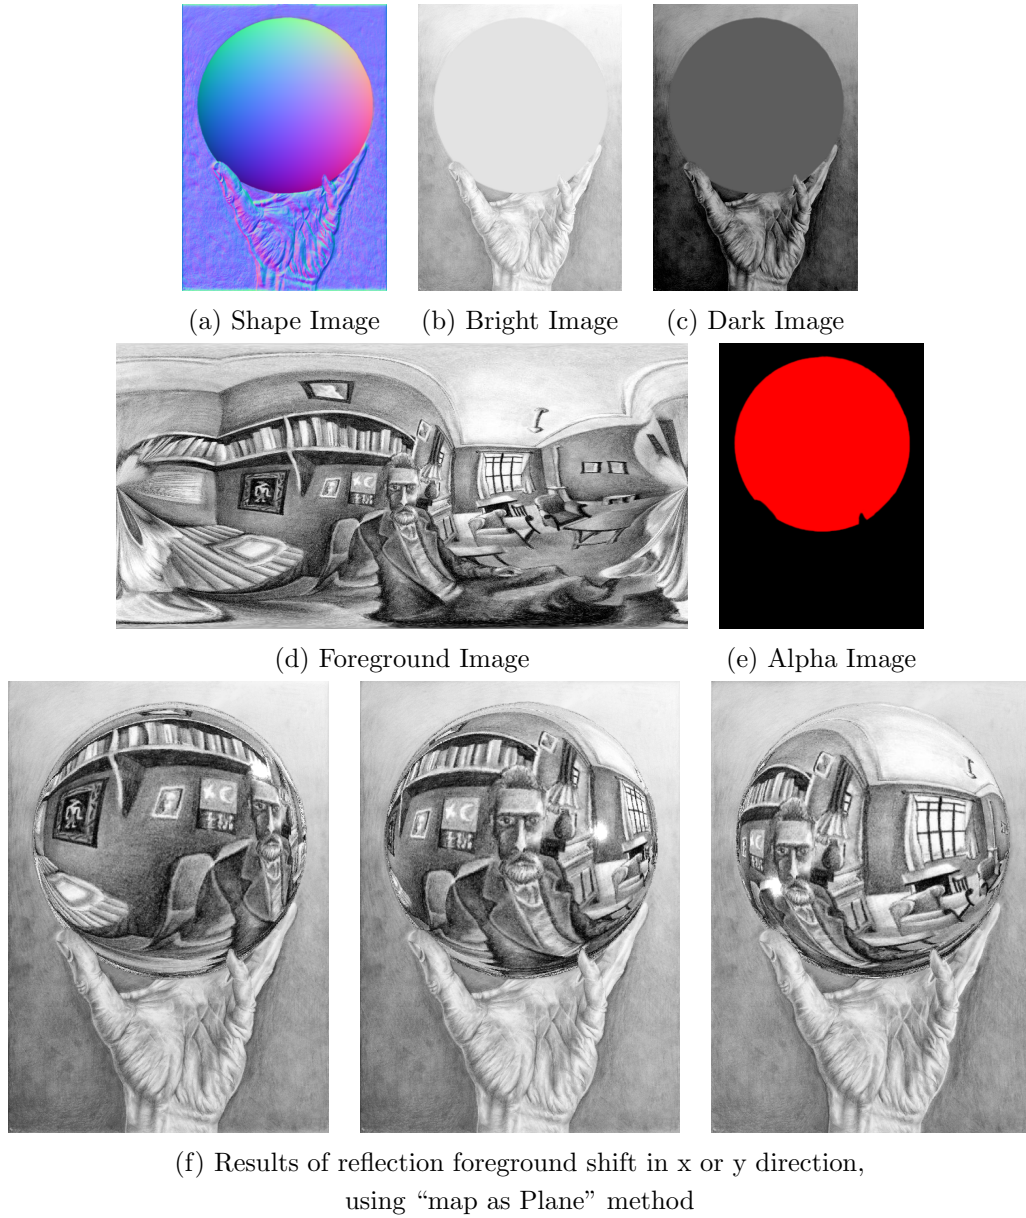 (a) Shape Image
(b) Bright Image
(c) Dark Image
(d) Foreground Image
(e) Alpha Image
(f) Results of reflection foreground shift in x or y direction,
using “map as Plane” method